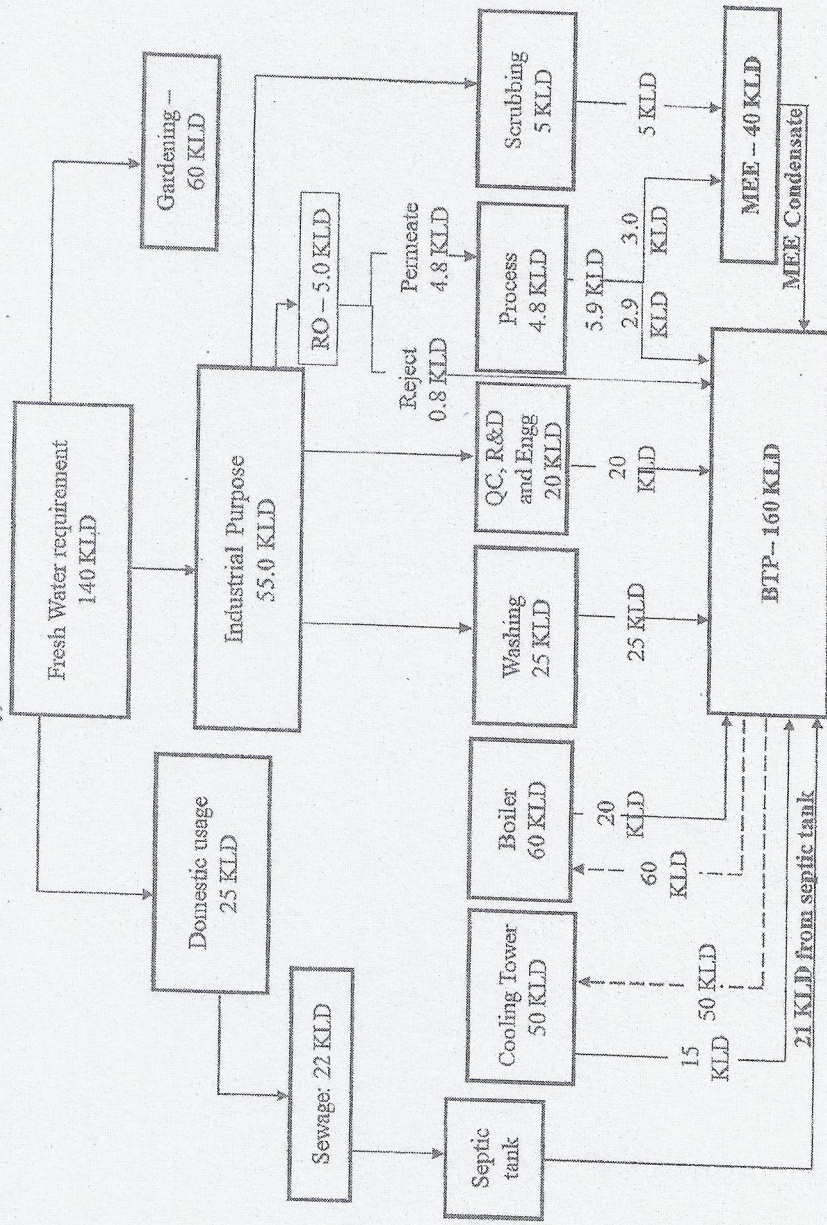 Fresh Water requirement
140 KLD
Gardening –
60 KLD
Domestic usage
25 KLD
Industrial Purpose
55.0 KLD
Sewage: 22 KLD
RO – 5.0 KLD
Reject
0.8 KLD
Permeate
4.8 KLD
Septic
tank
Cooling Tower
50 KLD
Boiler
60 KLD
Washing
25 KLD
QC, R&D
and Engg
20 KLD
Process
4.8 KLD
Scrubbing
5 KLD
15
KLD
50 KLD
60
KLD
20
KLD
25 KLD
20
KLD
5.9 KLD
2.9
KLD
3.0
KLD
5 KLD
21 KLD from septic tank
BTP–160 KLD
MEE – 40 KLD
MEE Condensate